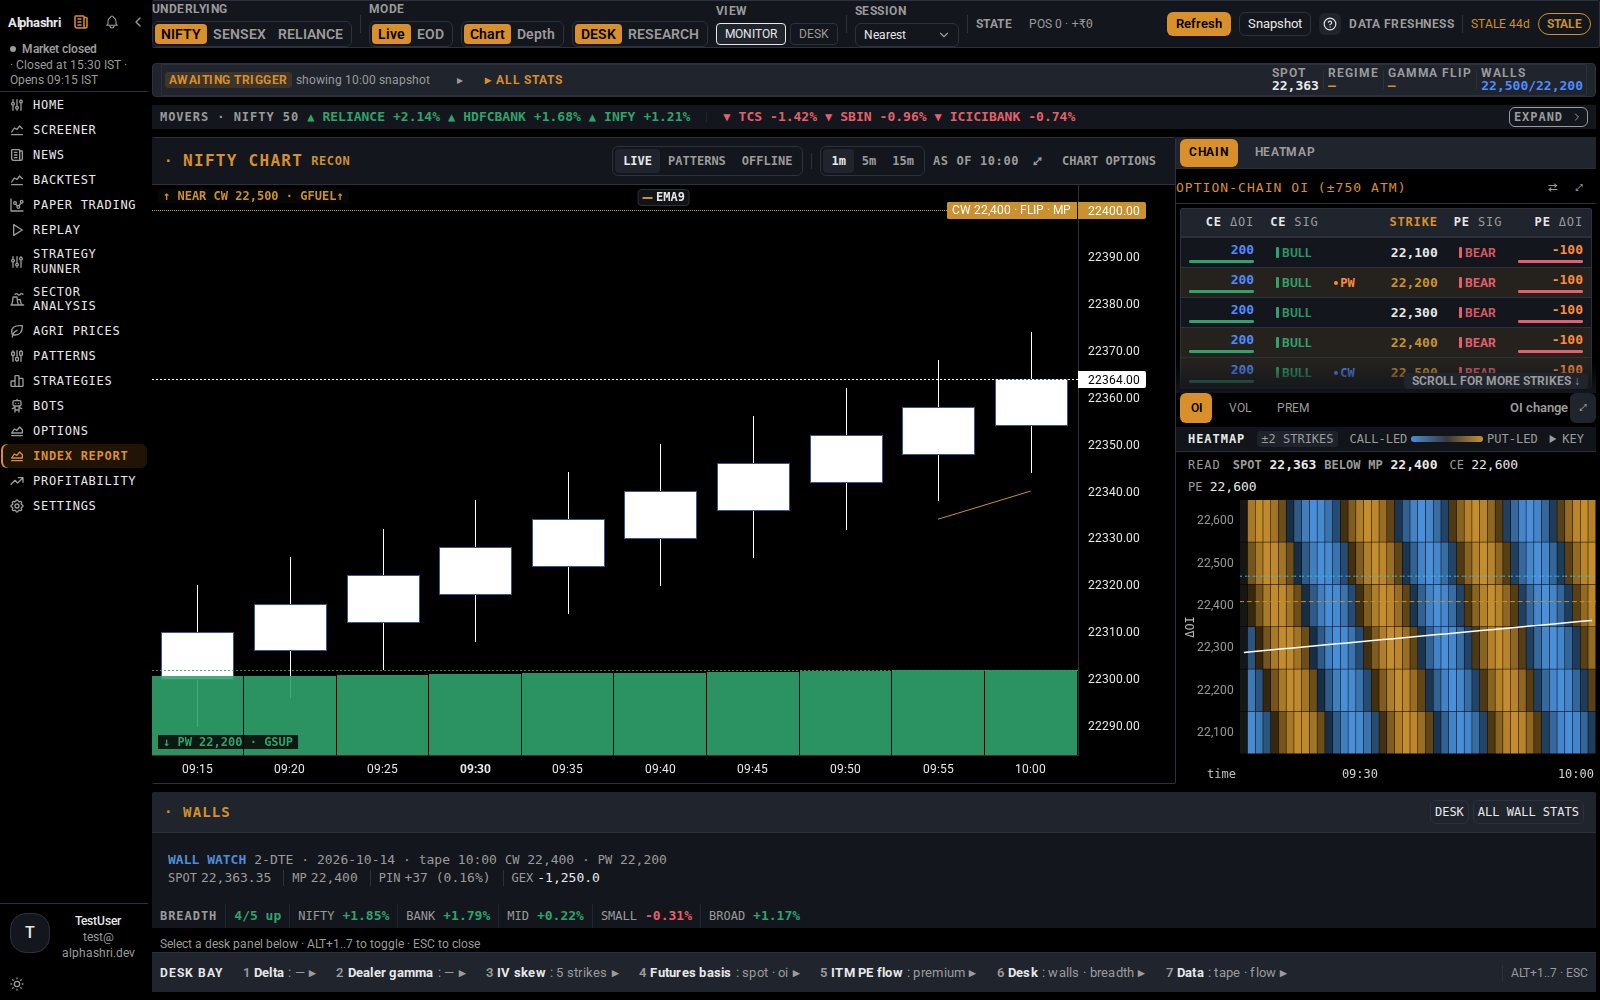 Alphashri
Market closed
· Closed at 15:30 IST ·
Opens 09:15 IST
HOME
SCREENER
NEWS
BACKTEST
PAPER TRADING
REPLAY
STRATEGY
RUNNER
SECTOR
ANALYSIS
AGRI PRICES
PATTERNS
STRATEGIES
BOTS
OPTIONS
INDEX REPORT
PROFITABILITY
SETTINGS
T
TestUser
test@
alphashri.dev
UNDERLYING
NIFTY SENSEX RELIANCE
MODE
Live EOD
Chart Depth
DESK RESEARCH
VIEW
MONITOR DESK
SESSION
Nearest
STATE POS 0 · +₹0
Refresh Snapshot ? DATA FRESHNESS STALE 44d STALE
AWAITING TRIGGER showing 10:00 snapshot ▸ ▸ ALL STATS
SPOT REGIME GAMMA FLIP WALLS
22,363 — — 22,500/22,200
MOVERS · NIFTY 50 ▲ RELIANCE +2.14% ▲ HDFCBANK +1.68% ▲ INFY +1.21% ▼ TCS -1.42% ▼ SBIN -0.96% ▼ ICICIBANK -0.74%
EXPAND
· NIFTY CHART RECON
LIVE PATTERNS OFFLINE 1m 5m 15m AS OF 10:00 ⤢ CHART OPTIONS
↑ NEAR CW 22,500 · GFUEL↑
— EMA9
CW 22,400 · FLIP · MP 22400.00
22390.00
22380.00
22370.00
22364.00
22360.00
22350.00
22340.00
22330.00
22320.00
22310.00
22300.00
22290.00
↓ PW 22,200 · GSUP
09:15 09:20 09:25 09:30 09:35 09:40 09:45 09:50 09:55 10:00
CHAIN HEATMAP
OPTION-CHAIN OI (±750 ATM) ⇄ ⤢
CE ΔOI CE SIG STRIKE PE SIG PE ΔOI
200 BULL 22,100 BEAR -100
200 BULL •PW 22,200 BEAR -100
200 BULL 22,300 BEAR -100
200 BULL 22,400 BEAR -100
200 BULL •CW 22,500 BEAR -100
SCROLL FOR MORE STRIKES ↓
OI VOL PREM OI change ⤢
HEATMAP ±2 STRIKES CALL-LED PUT-LED ▶ KEY
READ SPOT 22,363 BELOW MP 22,400 CE 22,600
PE 22,600
22,600
22,500
22,400
22,300
22,200
22,100
ΔOI
time 09:30 10:00
· WALLS
DESK ALL WALL STATS
WALL WATCH 2-DTE · 2026-10-14 · tape 10:00 CW 22,400 · PW 22,200
SPOT 22,363.35 MP 22,400 PIN +37 (0.16%) GEX -1,250.0
BREADTH 4/5 up NIFTY +1.85% BANK +1.79% MID +0.22% SMALL -0.31% BROAD +1.17%
Select a desk panel below · ALT+1..7 to toggle · ESC to close
DESK BAY 1 Delta : — ▸ 2 Dealer gamma : — ▸ 3 IV skew : 5 strikes ▸ 4 Futures basis : spot · oi ▸ 5 ITM PE flow : premium ▸ 6 Desk : walls · breadth ▸ 7 Data : tape · flow ▸ ALT+1..7 · ESC